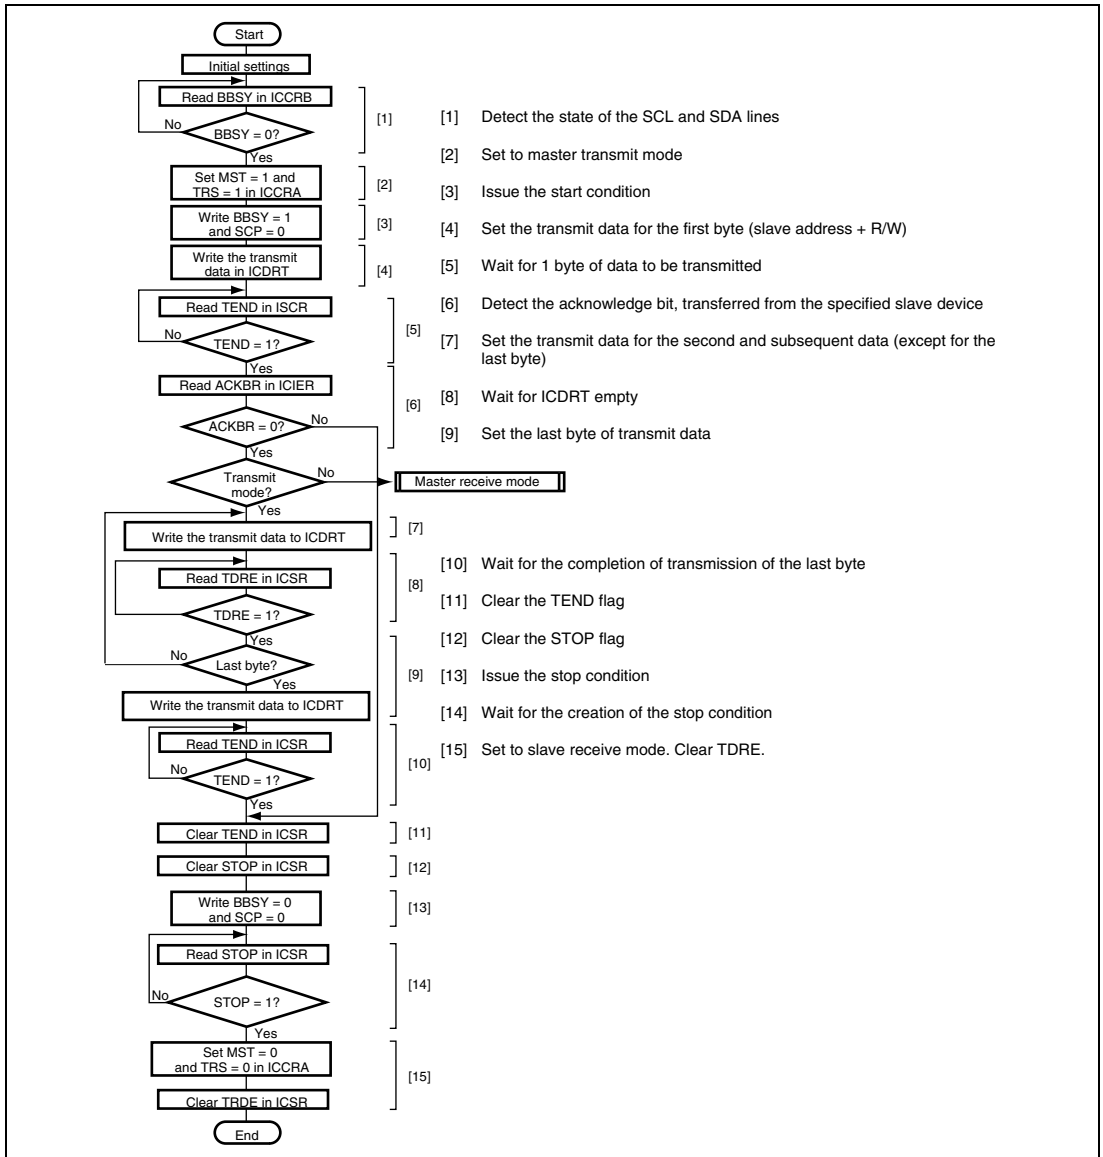 Start
Initial settings
Read BBSY in ICCRB
No
BBSY = 0?
Yes
[1]
Set MST = 1 and
TRS = 1 in ICCRA
[2]
Write BBSY = 1
and SCP = 0
[3]
Write the transmit
data in ICDRT
[4]
Read TEND in ISCR
No
TEND = 1?
Yes
[5]
Read ACKBR in ICIER
ACKBR = 0?
No
Yes
[6]
Transmit
mode?
No
Yes
Master receive mode
Write the transmit data to ICDRT
[7]
Read TDRE in ICSR
TDRE = 1?
Yes
[8]
No
Last byte?
Yes
[9]
Write the transmit data to ICDRT
Read TEND in ICSR
No
TEND = 1?
Yes
[10]
Clear TEND in ICSR
[11]
Clear STOP in ICSR
[12]
Write BBSY = 0
and SCP = 0
[13]
Read STOP in ICSR
No
STOP = 1?
Yes
[14]
Set MST = 0
and TRS = 0 in ICCRA
[15]
Clear TRDE in ICSR
End
[1] Detect the state of the SCL and SDA lines
[2] Set to master transmit mode
[3] Issue the start condition
[4] Set the transmit data for the first byte (slave address + R/W)
[5] Wait for 1 byte of data to be transmitted
[6] Detect the acknowledge bit, transferred from the specified slave device
[7] Set the transmit data for the second and subsequent data (except for the
last byte)
[8] Wait for ICDRT empty
[9] Set the last byte of transmit data
[10] Wait for the completion of transmission of the last byte
[11] Clear the TEND flag
[12] Clear the STOP flag
[13] Issue the stop condition
[14] Wait for the creation of the stop condition
[15] Set to slave receive mode. Clear TDRE.